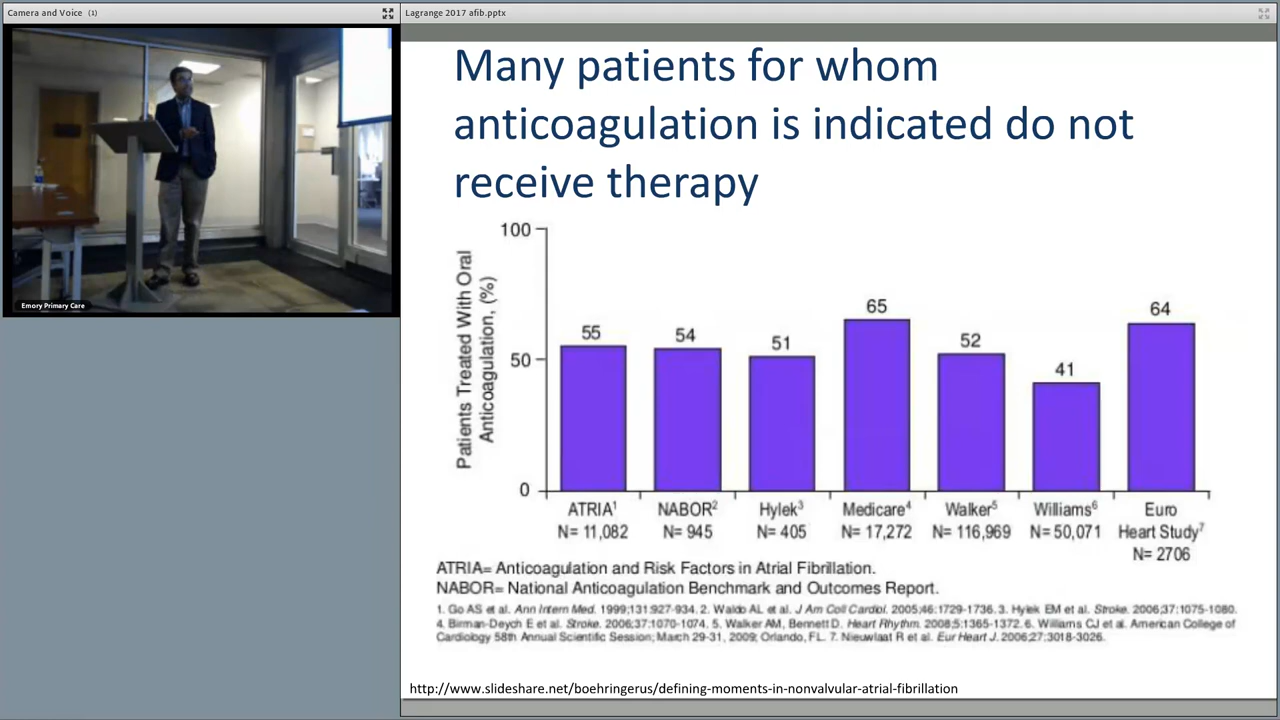 Camera and Voice (1)
Emory Primary Care
Lagrange 2017 afib.pptx
Many patients for whom
anticoagulation is indicated do not
receive therapy
Patients Treated With Oral
Anticoagulation, (%)
100
50
0
55
54
51
65
52
41
64
ATRIA1
N= 11,082
NABOR2
N= 945
Hylek3
N= 405
Medicare4
N= 17,272
Walker5
N= 116,969
Williams6
N= 50,071
Euro
Heart Study7
N= 2706
ATRIA= Anticoagulation and Risk Factors in Atrial Fibrillation.
NABOR= National Anticoagulation Benchmark and Outcomes Report.
1. Go AS et al. Ann Intern Med. 1999;131:927-934. 2. Waldo AL et al. J Am Coll Cardiol. 2005;46:1729-1736. 3. Hylek EM et al. Stroke. 2006;37:1075-1080.
4. Birman-Deych E et al. Stroke. 2006;37:1070-1074. 5. Walker AM, Bennett D. Heart Rhythm. 2008;5:1365-1372. 6. Williams CJ et al. American College of
Cardiology 58th Annual Scientific Session; March 29-31, 2009; Orlando, FL. 7. Nieuwlaat R et al. Eur Heart J. 2006;27:3018-3026.
http://www.slideshare.net/boehringerus/defining-moments-in-nonvalvular-atrial-fibrillation